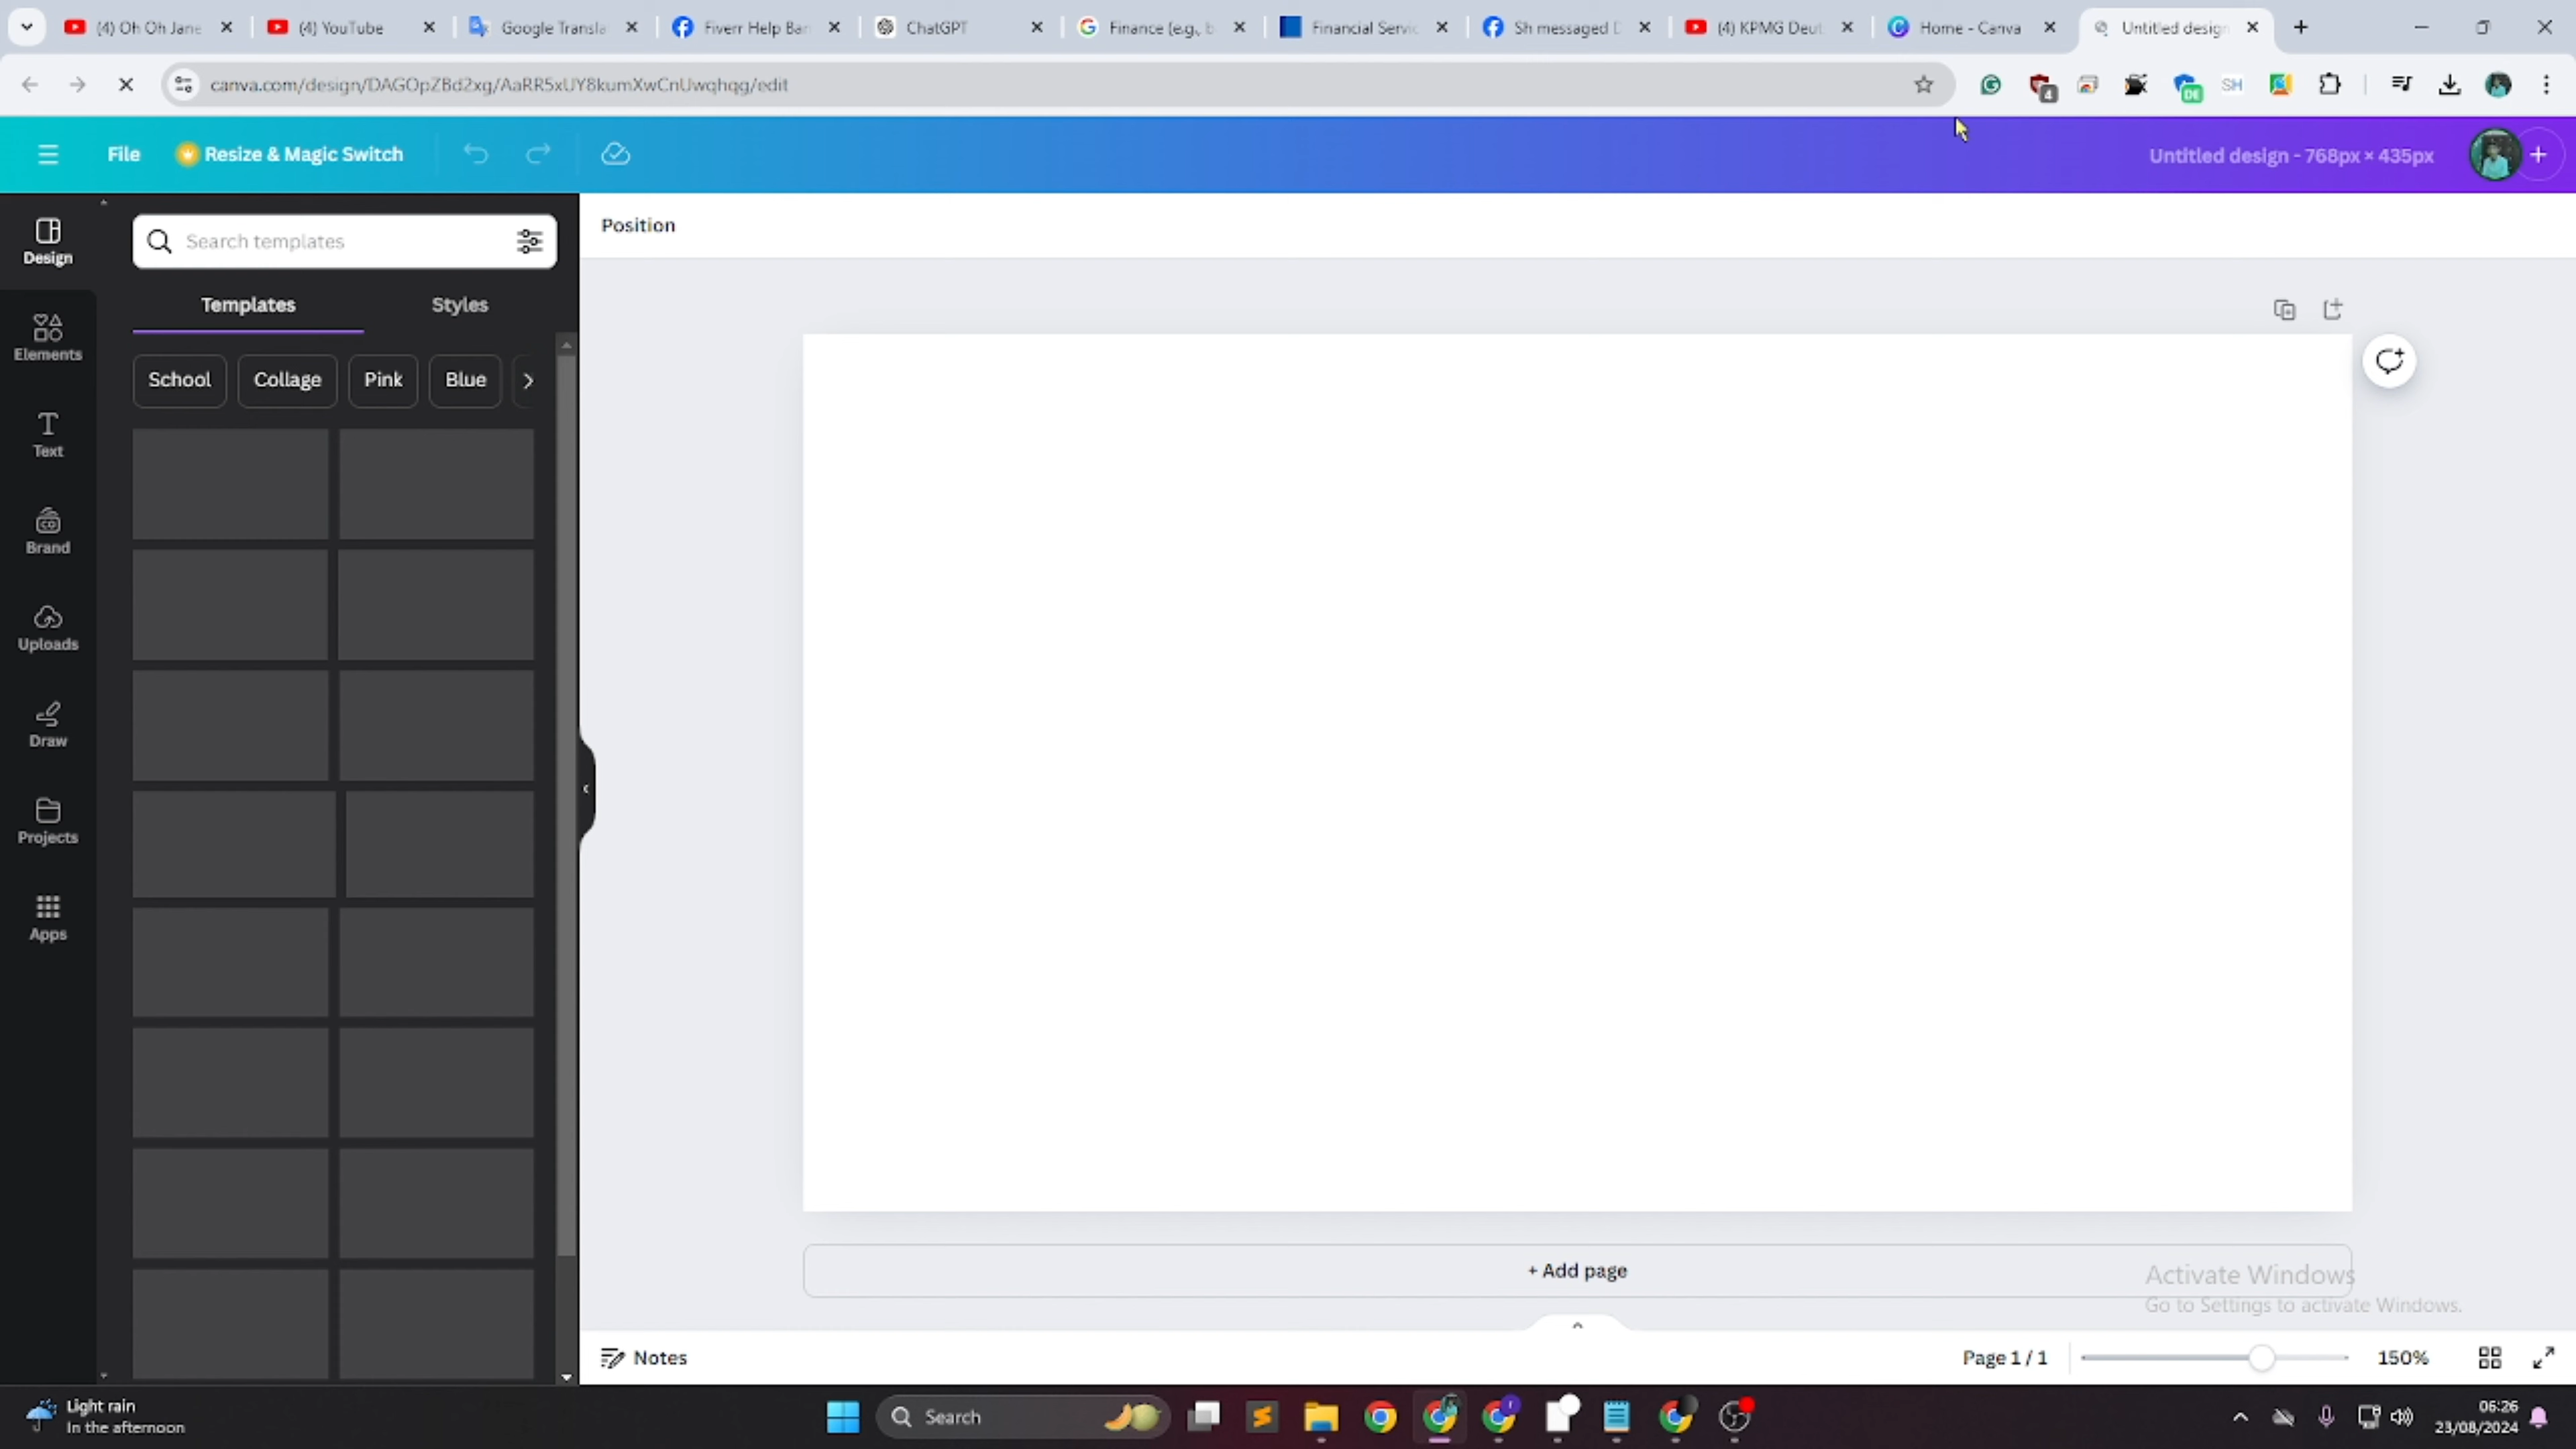 (4) Oh Oh Jane
(4) YouTube
Google Transla
Fiverr Help Ban
ChatGPT
Finance (e.g., b
Financial Servic
Sh messaged D
(4) KPMG Deut
Home - Canva
Untitled design
canva.com/design/DAGOpZBd2xg/AaRR5xUY8kumXwCnUwqhqg/edit
4
DE
SH
File
Resize & Magic Switch
Untitled design - 768px × 435px
Design
Search templates
Position
Templates
Styles
Elements
School
Collage
Pink
Blue
Text
Brand
Uploads
Draw
Projects
Apps
+ Add page
Activate Windows
Go to Settings to activate Windows.
Notes
Page 1 / 1
150%
Light rain
In the afternoon
Search
06:26
23/08/2024